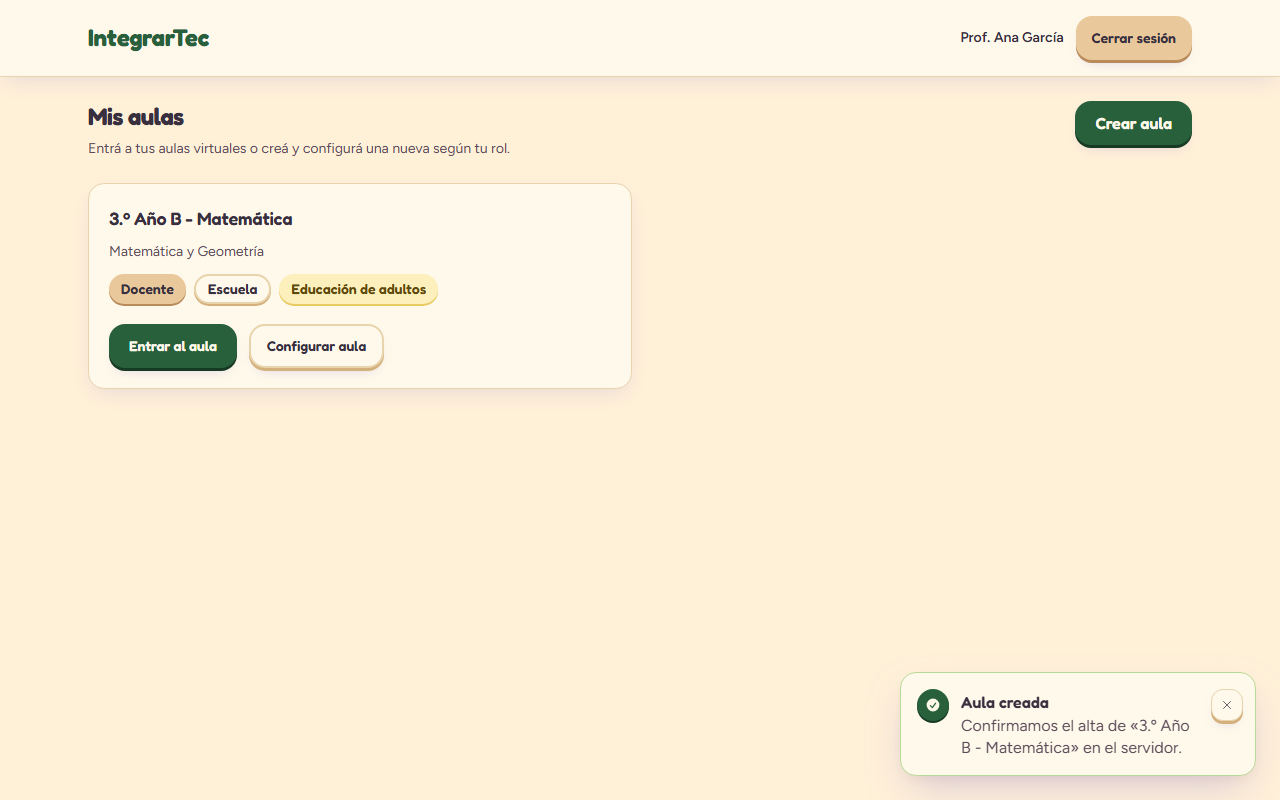 IntegrarTec
Prof. Ana García
Cerrar sesión
Mis aulas
Entrá a tus aulas virtuales o creá y configurá una nueva según tu rol.
Crear aula
3.º Año B - Matemática
Matemática y Geometría
Docente
Escuela
Educación de adultos
Entrar al aula
Configurar aula
Aula creada
Confirmamos el alta de «3.º Año
B - Matemática» en el servidor.